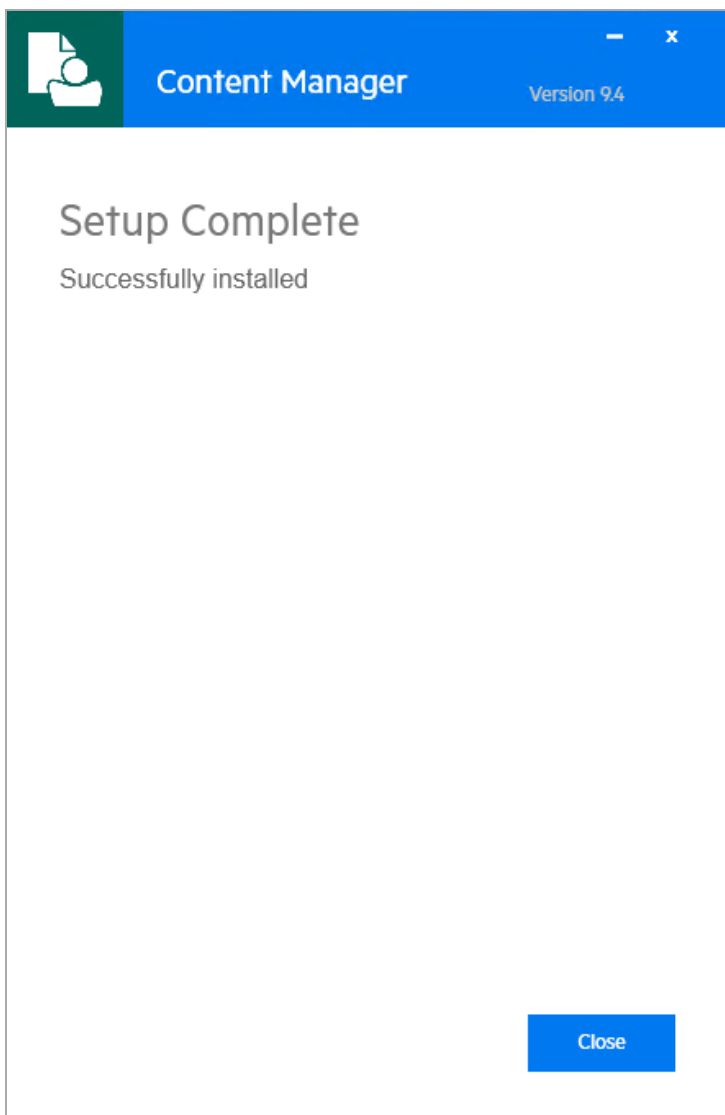 Content Manager
Version 9.4
Setup Complete
Successfully installed
Close